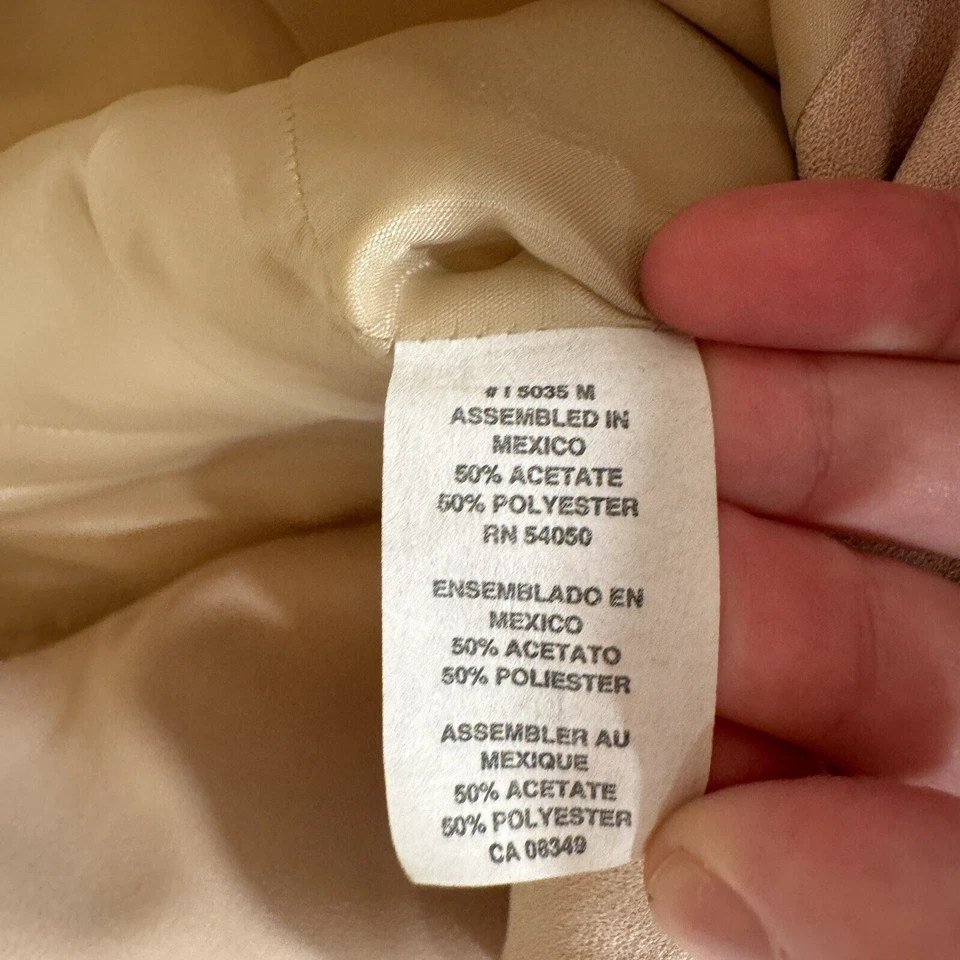 # I 5035 M
ASSEMBLED IN
MEXICO
50% ACETATE
50% POLYESTER
RN 54050
ENSEMBLADO EN
MEXICO
50% ACETATO
50% POLIESTER
ASSEMBLER AU
MEXIQUE
50% ACETATE
50% POLYESTER
CA 08349